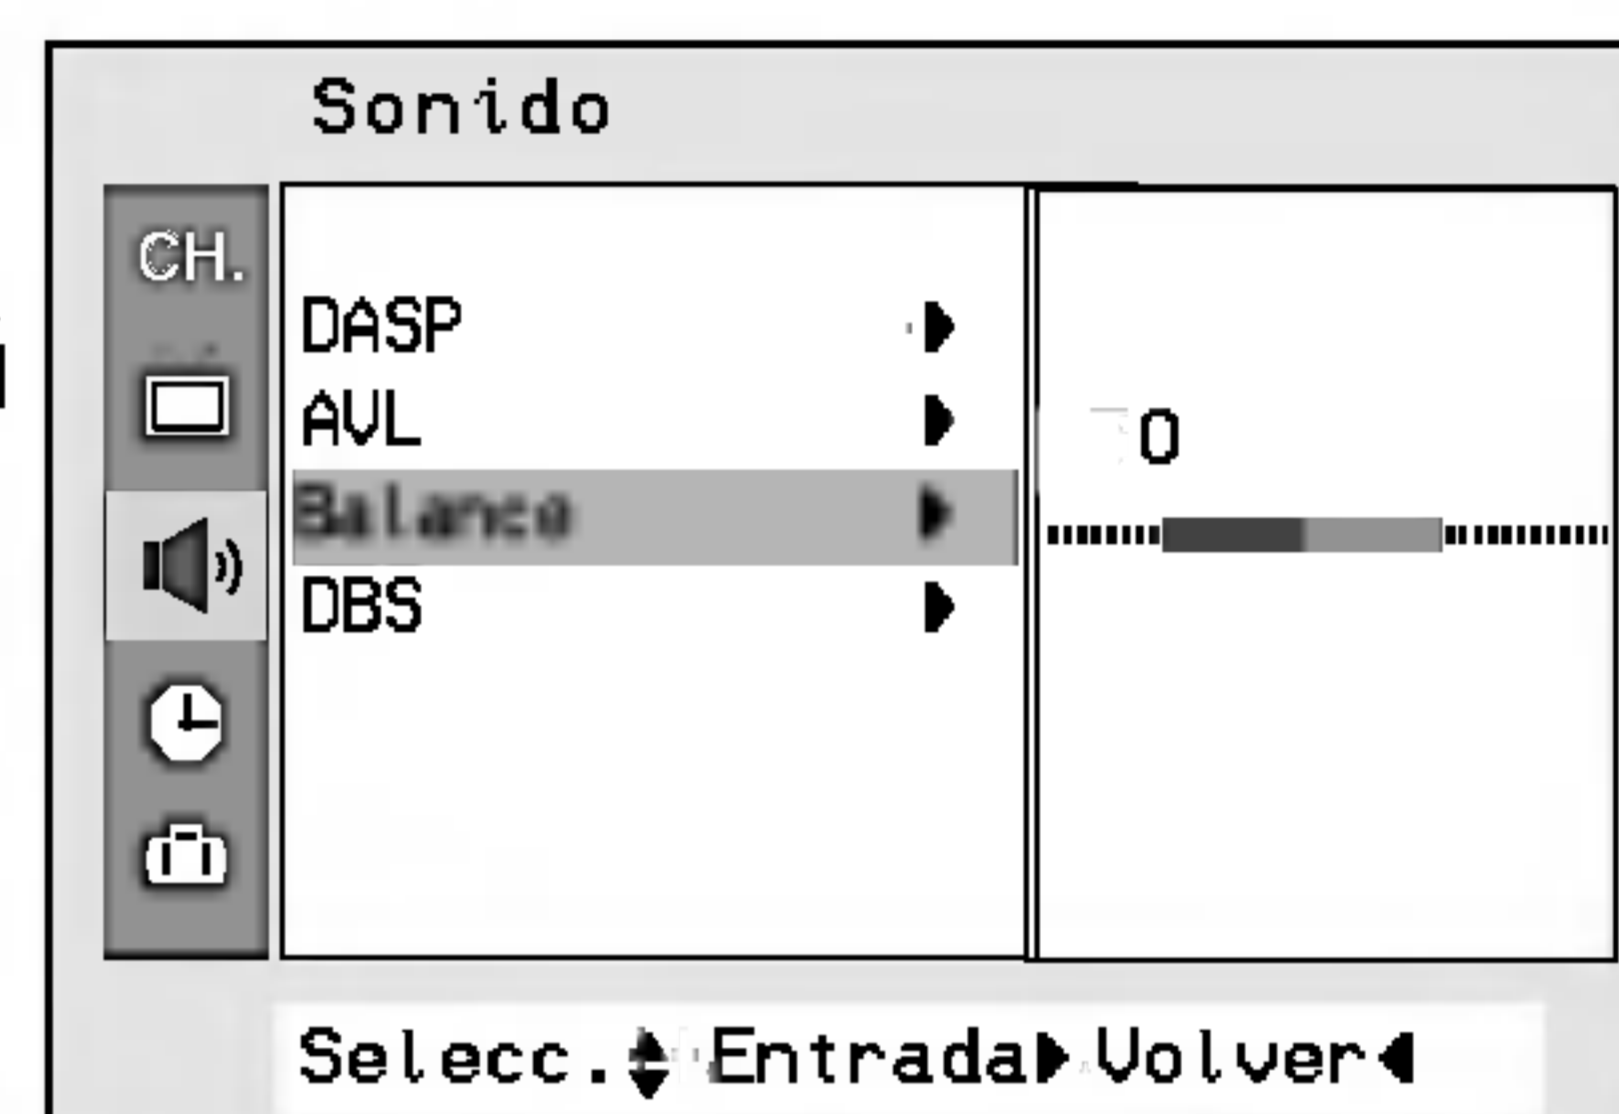 Sonido
CH.
DASP
AVL
Balance
DBS
0
Selecc. Entrada Volver